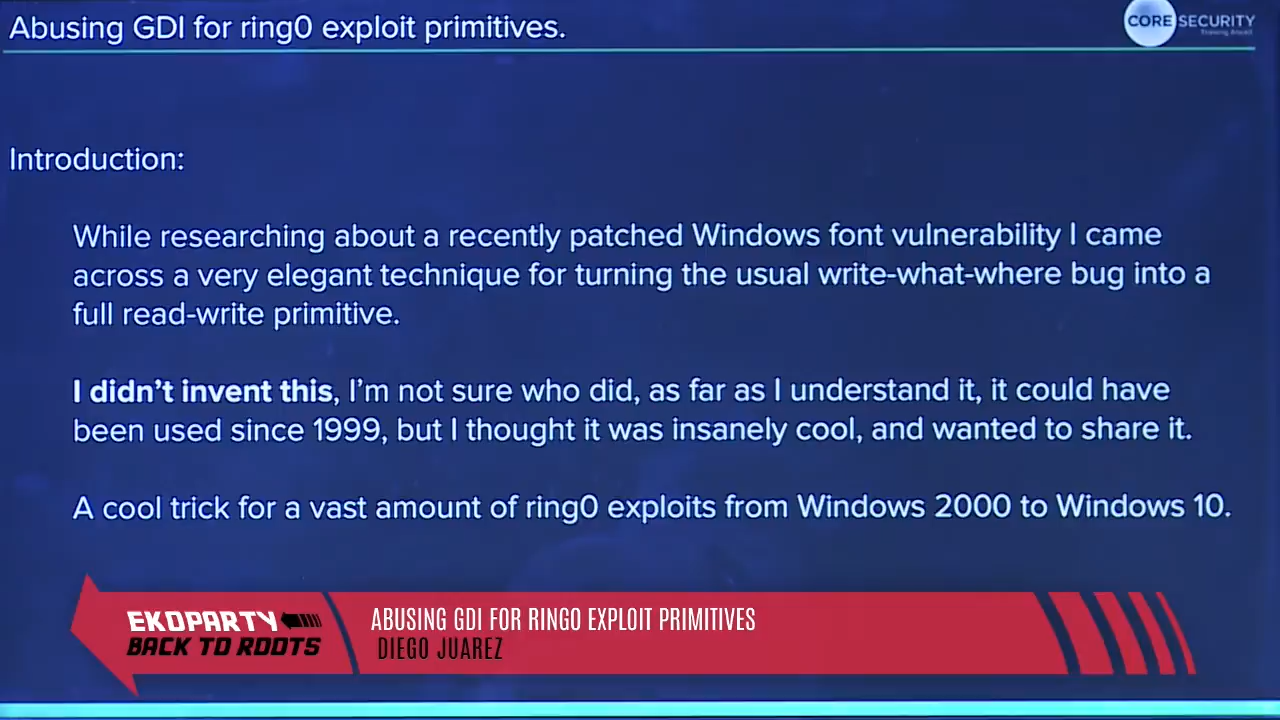 Abusing GDI for ring0 exploit primitives.
CORE SECURITY
Thinking Ahead
Introduction:
While researching about a recently patched Windows font vulnerability I came
across a very elegant technique for turning the usual write-what-where bug into a
full read-write primitive.
I didn't invent this, I'm not sure who did, as far as I understand it, it could have
been used since 1999, but I thought it was insanely cool, and wanted to share it.
A cool trick for a vast amount of ring0 exploits from Windows 2000 to Windows 10.
EKOPARTY
BACK TO ROOTS
ABUSING GDI FOR RING0 EXPLOIT PRIMITIVES
DIEGO JUAREZ